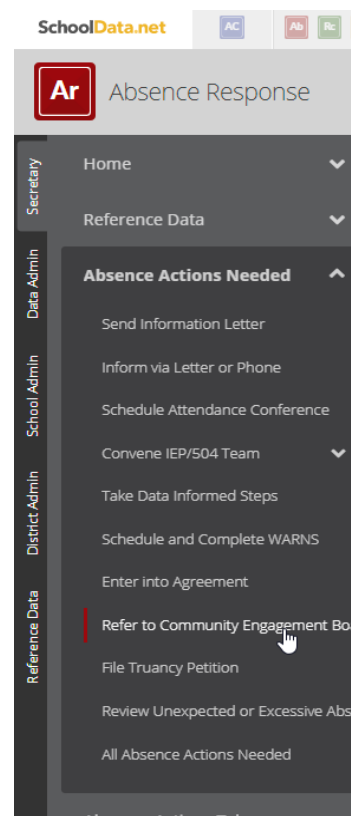 SchoolData.net
AC
Ab
Rc
Ar
Absence Response
Secretary
Data Admin
School Admin
District Admin
Reference Data
Home
Reference Data
Absence Actions Needed
Send Information Letter
Inform via Letter or Phone
Schedule Attendance Conference
Convene IEP/504 Team
Take Data Informed Steps
Schedule and Complete WARNS
Enter into Agreement
Refer to Community Engagement Boa
File Truancy Petition
Review Unexpected or Excessive Abs
All Absence Actions Needed